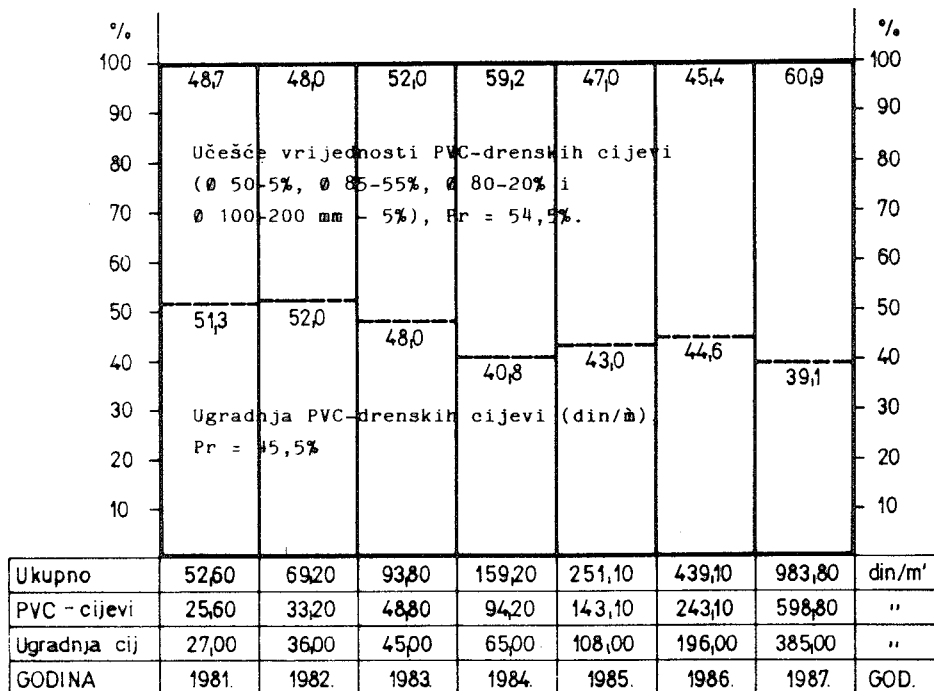 % %
100 100
48,7 48,0 52,0 59,2 47,0 45,4 60,9
90 90
Učešće vrijednosti PVC-drenskih cijevi
80 80
(Ø 50-5%, Ø 85-55%, Ø 80-20% i
70 70
Ø 100-200 mm - 5%), Pr = 54,5%.
60 60
50 50
51,3 52,0 48,0 40,8 43,0 44,6 39,1
40 40
30 30
Ugradnja PVC-drenskih cijevi (din/m)
Pr = 45,5%
20 20
10 10
Ukupno 52,60 69,20 93,80 159,20 251,10 439,10 983,80 din/m'
PVC - cijevi 25,60 33,20 48,80 94,20 143,10 243,10 598,80 "
Ugradnja cij 27,00 36,00 45,00 65,00 108,00 196,00 385,00 "
GODINA 1981. 1982. 1983. 1984. 1985. 1986. 1987. GOD.